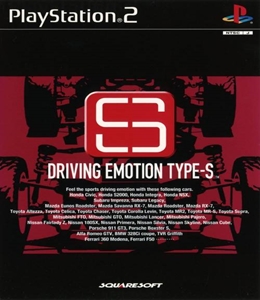 PlayStation 2
NTSC J
S
DRIVING EMOTION TYPE-S
Feel the sports driving emotion with these following cars.
Honda Civic, Honda S2000, Honda Integra, Honda NSX,
Subaru Impreza, Subaru Legacy,
Mazda Eunos Roadster, Mazda Savanna RX-7, Mazda Roadster, Mazda RX-7,
Toyota Altezza, Toyota Celica, Toyota Chaser, Toyota Corolla Levin, Toyota MR2, Toyota MR-S, Toyota Supra,
Mitsubishi FTO, Mitsubishi GTO, Mitsubishi Lancer, Mitsubishi Pajero,
Nissan Fairlady Z, Nissan 180SX, Nissan Primera, Nissan Silvia, Nissan Skyline, Nissan Cube,
Porsche 911 GT3, Porsche Boxster S,
Alfa Romeo GTV, BMW 328Ci coupe, TVR Griffith
Ferrari 360 Modena, Ferrari F50
SQUARESOFT